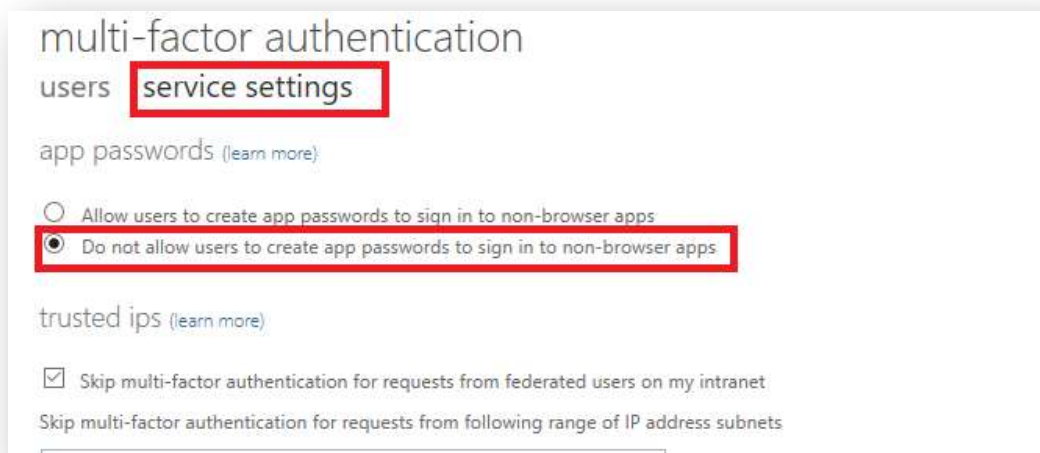 multi-factor authentication
users service settings
app passwords (learn more)
Allow users to create app passwords to sign in to non-browser apps
Do not allow users to create app passwords to sign in to non-browser apps
trusted ips (learn more)
Skip multi-factor authentication for requests from federated users on my intranet
Skip multi-factor authentication for requests from following range of IP address subnets